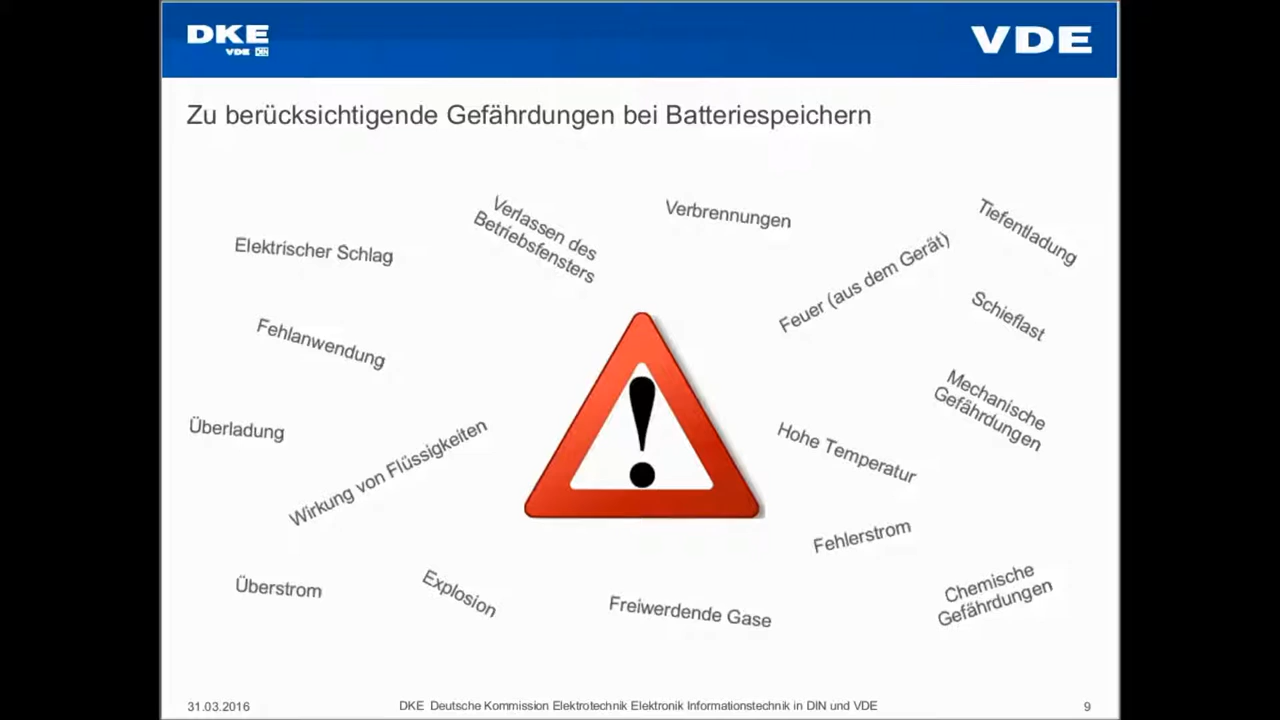 DKE
VDE DIN
VDE
Zu berücksichtigende Gefährdungen bei Batteriespeichern
Elektrischer Schlag
Verlassen des
Betriebsfensters
Verbrennungen
Tiefentladung
Feuer (aus dem Gerät)
Schieflast
Fehlanwendung
Mechanische
Gefährdungen
Überladung
Wirkung von Flüssigkeiten
!
Hohe Temperatur
Fehlerstrom
Überstrom
Explosion
Freiwerdende Gase
Chemische
Gefährdungen
31.03.2016
DKE Deutsche Kommission Elektrotechnik Elektronik Informationstechnik in DIN und VDE
9